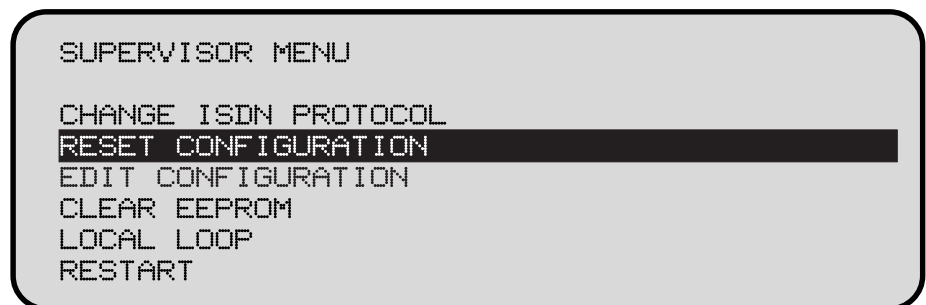 SUPERVISOR MENU
CHANGE ISDN PROTOCOL
RESET CONFIGURATION
EDIT CONFIGURATION
CLEAR EEPROM
LOCAL LOOP
RESTART